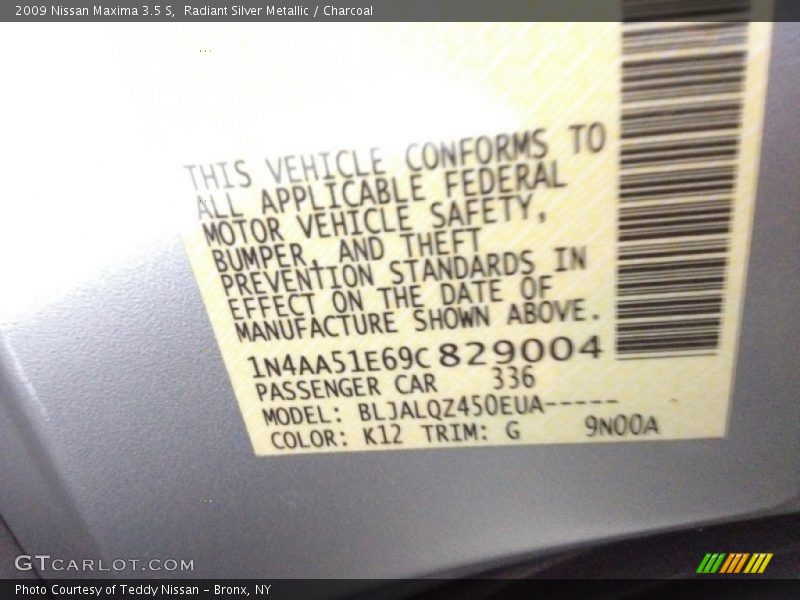 2009 Nissan Maxima 3.5 S,  Radiant Silver Metallic / Charcoal
THIS VEHICLE CONFORMS TO
ALL APPLICABLE FEDERAL
MOTOR VEHICLE SAFETY,
BUMPER, AND THEFT
PREVENTION STANDARDS IN
EFFECT ON THE DATE OF
MANUFACTURE SHOWN ABOVE.
1N4AA51E69C829004
PASSENGER CAR 336
MODEL: BLJALQZ450EUA-----
COLOR: K12 TRIM: G 9N00A
GTCARLOT.COM
Photo Courtesy of Teddy Nissan - Bronx, NY